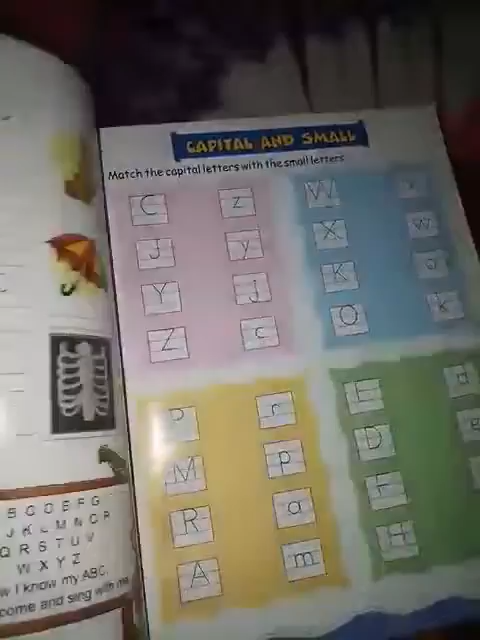 CAPITAL AND SMALL
Match the capital letters with the small letters
C z
J y
Y j
Z c
W x
X w
K o
O k
P r
M p
R a
A m
E d
D e
F
H
B C D E F G
J K L M N O P
Q R S T U V
W X Y Z
w I know my ABC,
come and sing with me